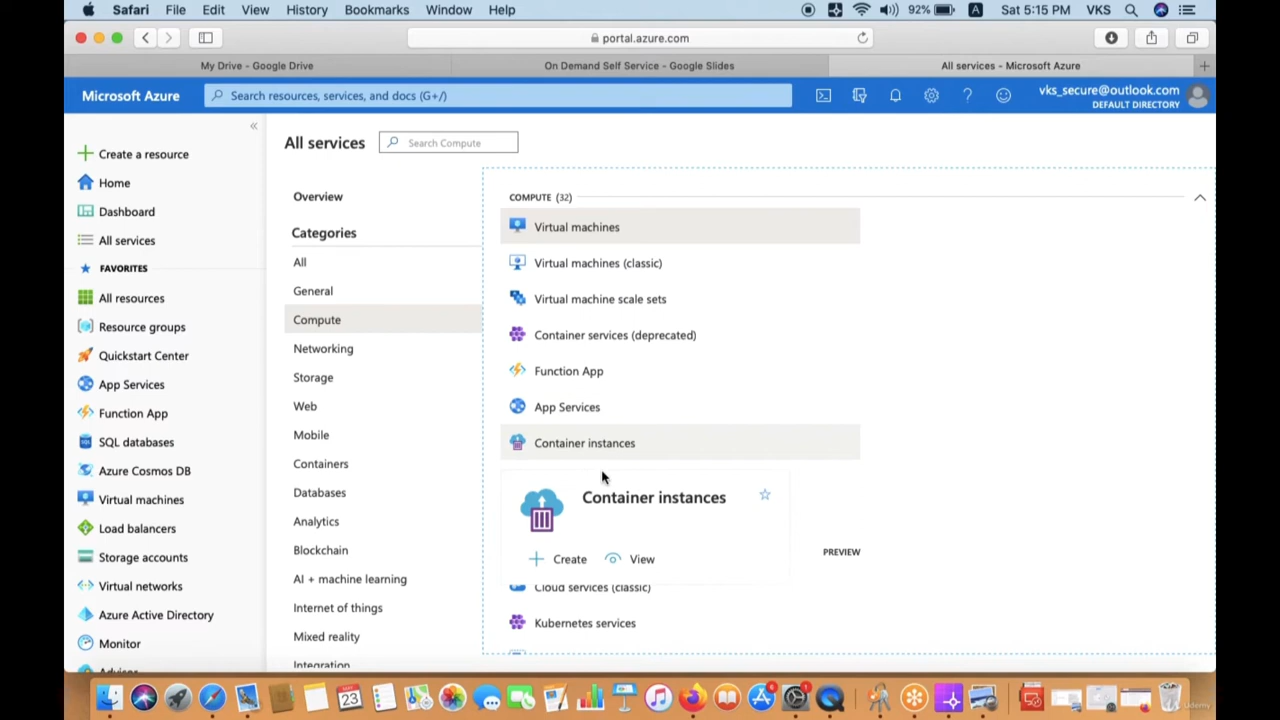 Safari File Edit View History Bookmarks Window Help 92% A Sat 5:15 PM VKS
portal.azure.com
My Drive - Google Drive On Demand Self Service - Google Slides All services - Microsoft Azure
Microsoft Azure Search resources, services, and docs (G+/) vks_secure@outlook.com
DEFAULT DIRECTORY
«
Create a resource
Home
Dashboard
All services
FAVORITES
All resources
Resource groups
Quickstart Center
App Services
Function App
SQL databases
Azure Cosmos DB
Virtual machines
Load balancers
Storage accounts
Virtual networks
Azure Active Directory
Monitor
Advisor
All services Search Compute
Overview
Categories
All
General
Compute
Networking
Storage
Web
Mobile
Containers
Databases
Analytics
Blockchain
AI + machine learning
Internet of things
Mixed reality
Integration
COMPUTE (32)
Virtual machines
Virtual machines (classic)
Virtual machine scale sets
Container services (deprecated)
Function App
App Services
Container instances
Container instances
Create View
PREVIEW
Cloud services (classic)
Kubernetes services
23
Udemy